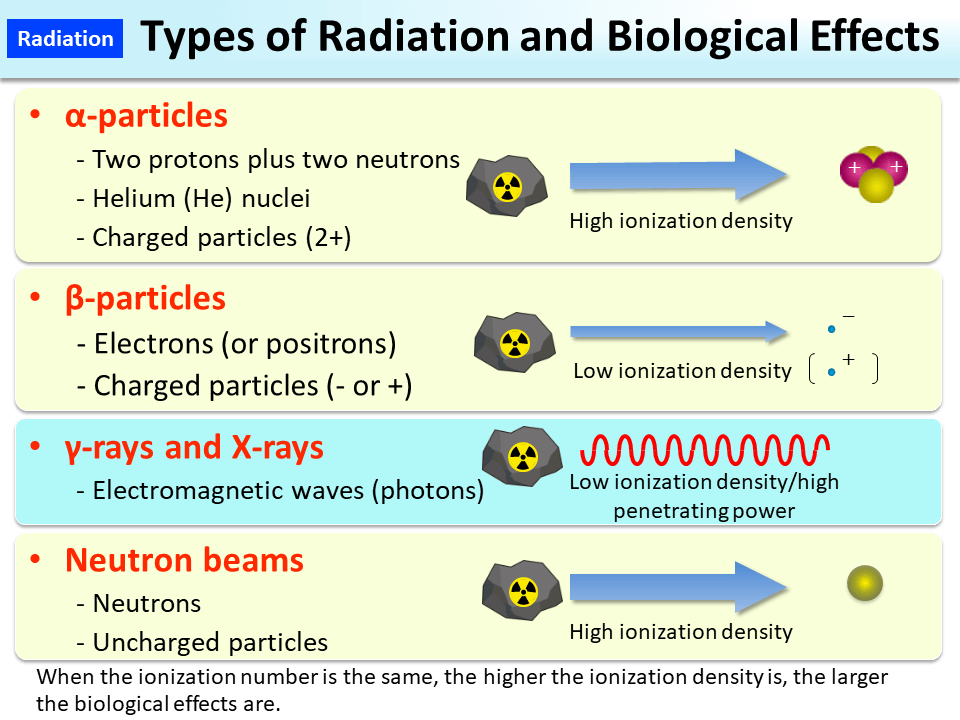 Radiation
Types of Radiation and Biological Effects
• α-particles
- Two protons plus two neutrons
- Helium (He) nuclei
- Charged particles (2+)
High ionization density
+ +
• β-particles
- Electrons (or positrons)
- Charged particles (- or +)
Low ionization density
−
( + )
• γ-rays and X-rays
- Electromagnetic waves (photons)
Low ionization density/high
penetrating power
• Neutron beams
- Neutrons
- Uncharged particles
High ionization density
When the ionization number is the same, the higher the ionization density is, the larger
the biological effects are.